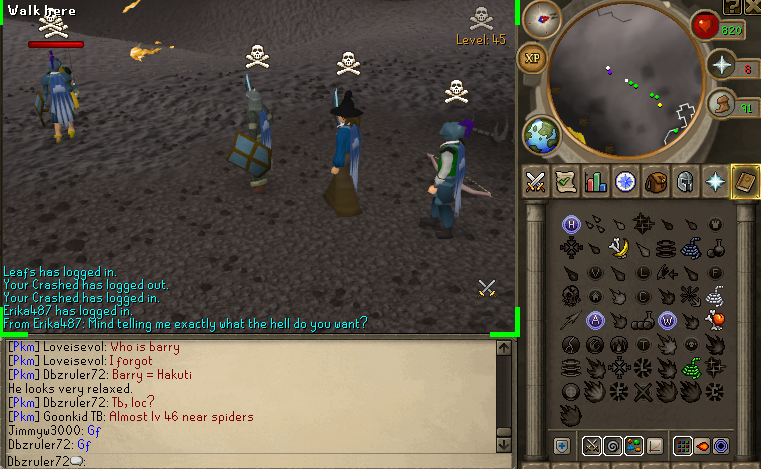 Walk here
Level: 45
Leafs has logged in.
Your Crashed has logged out.
Your Crashed has logged in.
Erika487 has logged in.
From Erika487: Mind telling me exactly what the hell do you want?
[Pkm] Loveisevol: Who is barry
[Pkm] Loveisevol: I forgot
[Pkm] Dbzruler72: Barry = Hakuti
He looks very relaxed.
[Pkm] Dbzruler72: Tb, loc?
[Pkm] Goonkid TB: Almost lv 46 near spiders
Jimmyw3000: Gf
Dbzruler72: Gf
Dbzruler72:
620
XP
8
91
H
V
L
F
C
A
W
T